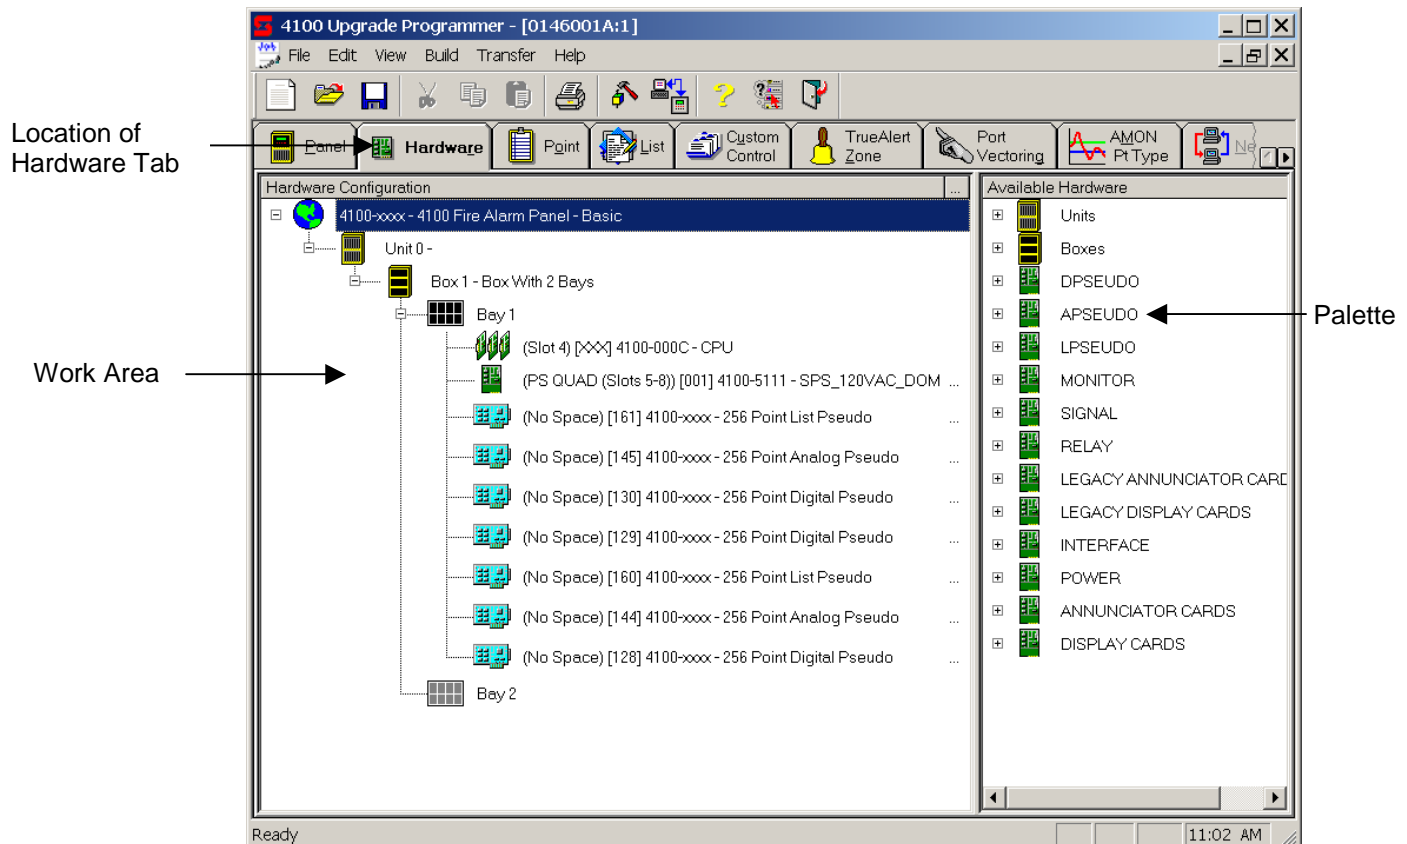 4100 Upgrade Programmer - [0146001A:1]
Job
File Edit View Build Transfer Help
Location of
Hardware Tab
Panel
Hardware
Point
List
Custom
Control
TrueAlert
Zone
Port
Vectoring
AMON
Pt Type
Hardware Configuration ...
4100-xxxx - 4100 Fire Alarm Panel - Basic
Unit 0 -
Box 1 - Box With 2 Bays
Bay 1
(Slot 4) [XXX] 4100-000C - CPU
(PS QUAD (Slots 5-8)) [001] 4100-5111 - SPS_120VAC_DOM ...
(No Space) [161] 4100-xxxx - 256 Point List Pseudo ...
(No Space) [145] 4100-xxxx - 256 Point Analog Pseudo ...
(No Space) [130] 4100-xxxx - 256 Point Digital Pseudo ...
(No Space) [129] 4100-xxxx - 256 Point Digital Pseudo ...
(No Space) [160] 4100-xxxx - 256 Point List Pseudo ...
(No Space) [144] 4100-xxxx - 256 Point Analog Pseudo ...
(No Space) [128] 4100-xxxx - 256 Point Digital Pseudo ...
Bay 2
Work Area
Available Hardware
Units
Boxes
DPSEUDO
APSEUDO
LPSEUDO
MONITOR
SIGNAL
RELAY
LEGACY ANNUNCIATOR CARD
LEGACY DISPLAY CARDS
INTERFACE
POWER
ANNUNCIATOR CARDS
DISPLAY CARDS
Palette
Ready
11:02 AM